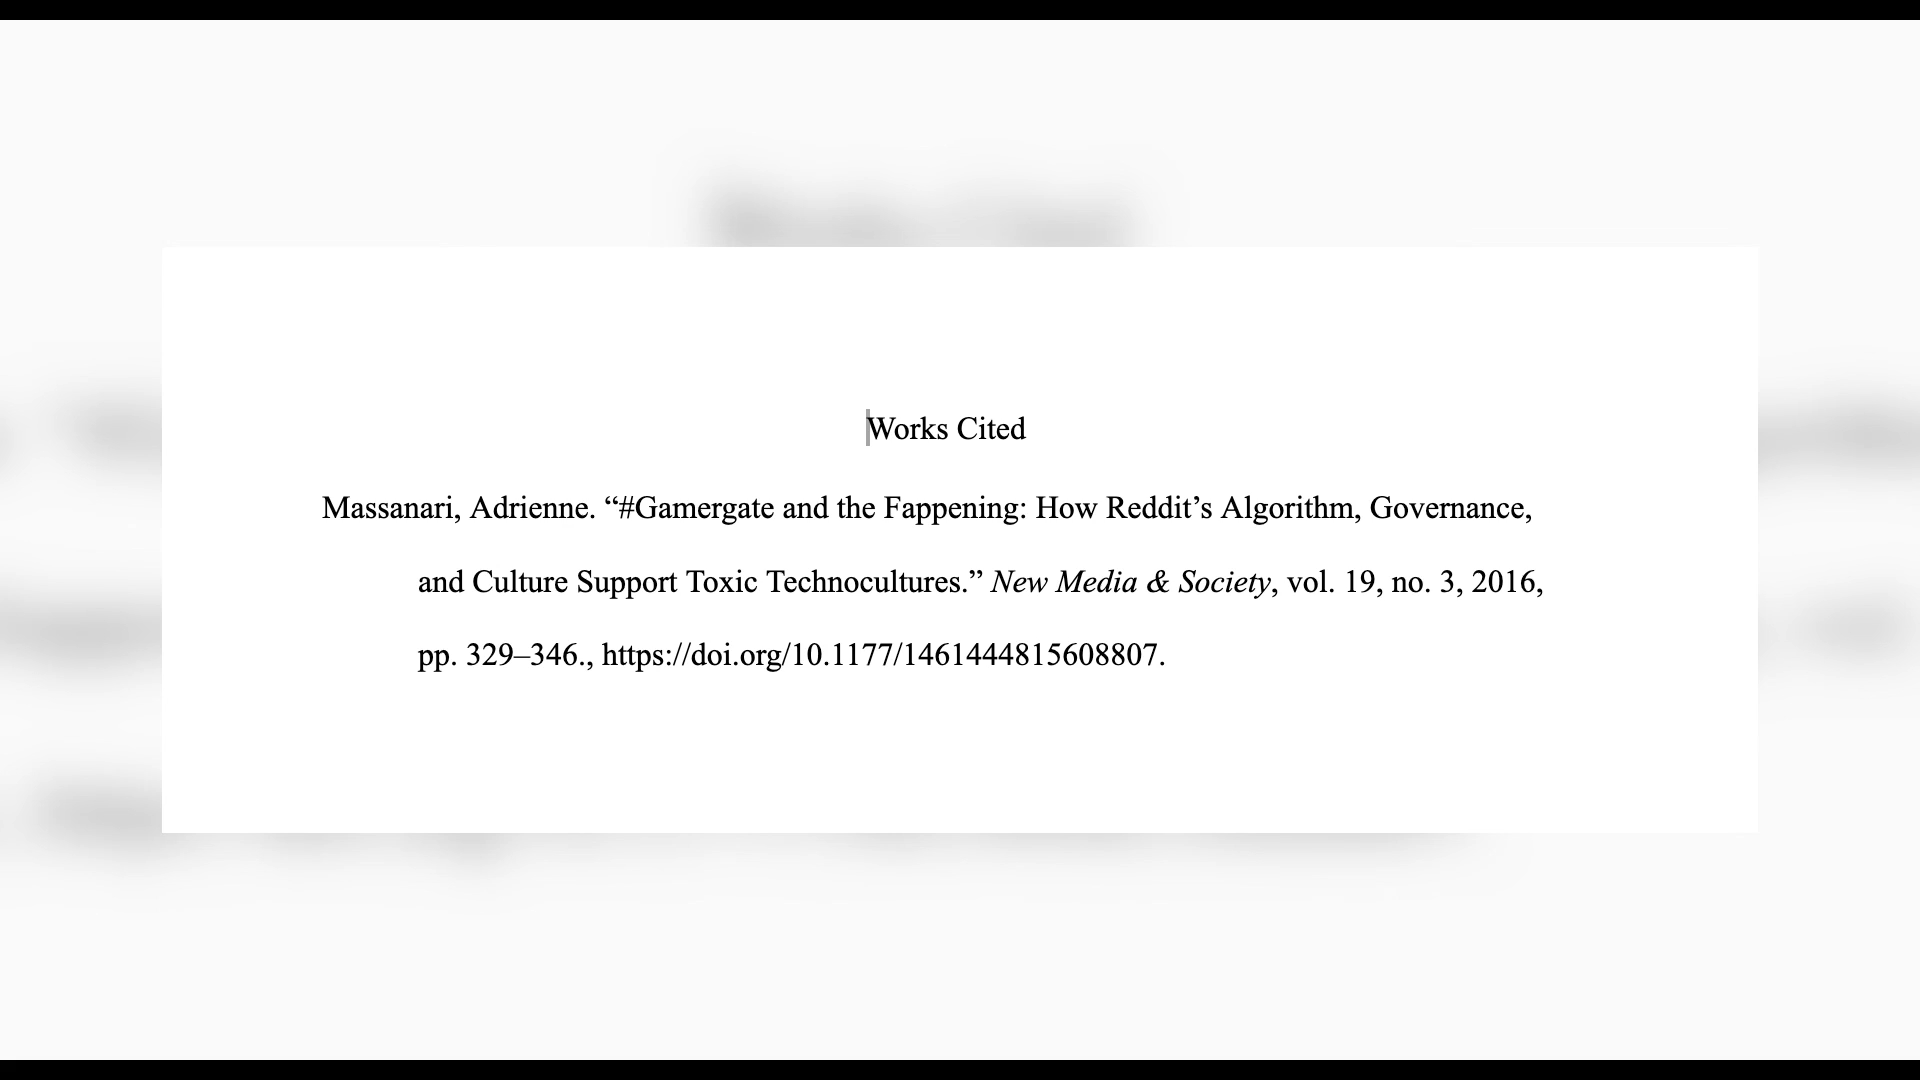 Works Cited
Massanari, Adrienne. “#Gamergate and the Fappening: How Reddit’s Algorithm, Governance,
and Culture Support Toxic Technocultures.” New Media & Society, vol. 19, no. 3, 2016,
pp. 329–346., https://doi.org/10.1177/1461444815608807.